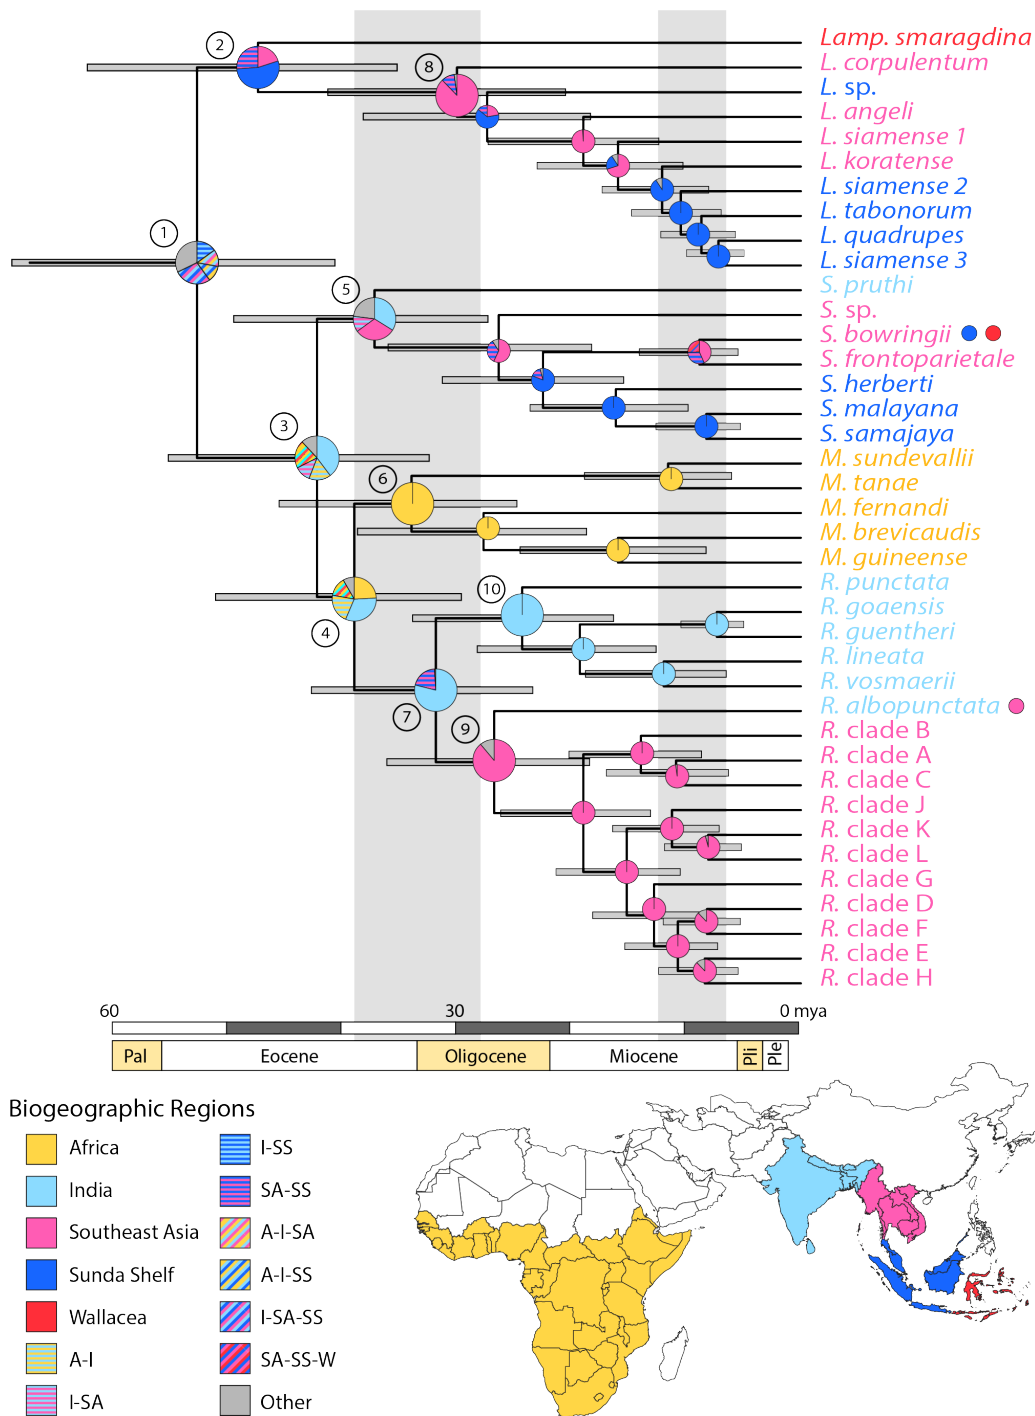 Lamp. smaragdina
2
8
L. corpulentum
L. sp.
L. angeli
L. siamense 1
L. koratense
L. siamense 2
L. tabonorum
1
L. quadrupes
L. siamense 3
5
S. pruthi
S. sp.
S. bowringii
S. frontoparietale
S. herberti
S. malayana
3
S. samajaya
6
M. sundevallii
M. tanae
M. fernandi
M. brevicaudis
M. guineense
10
R. punctata
R. goaensis
4
R. guentheri
R. lineata
R. vosmaerii
7
9
R. albopunctata
R. clade B
R. clade A
R. clade C
R. clade J
R. clade K
R. clade L
R. clade G
R. clade D
R. clade F
R. clade E
R. clade H
60 30 0 mya
Pal Eocene Oligocene Miocene Pli Ple
Biogeographic Regions
Africa I-SS
India SA-SS
Southeast Asia A-I-SA
Sunda Shelf A-I-SS
Wallacea I-SA-SS
A-I SA-SS-W
I-SA Other